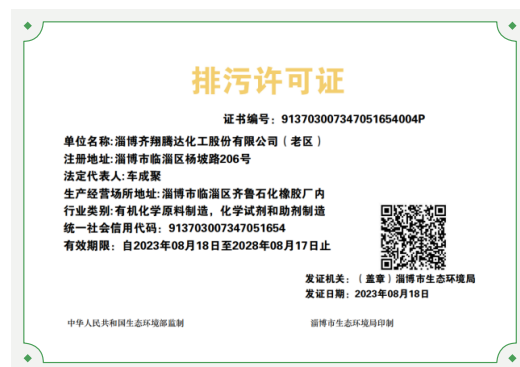 排污许可证
证书编号：913703007347051654004P
单位名称:淄博齐翔腾达化工股份有限公司（老区）
注册地址:淄博市临淄区杨坡路206号
法定代表人:车成聚
生产经营场所地址:淄博市临淄区齐鲁石化橡胶厂内
行业类别:有机化学原料制造，化学试剂和助剂制造
统一社会信用代码：913703007347051654
有效期限：自2023年08月18日至2028年08月17日止
发证机关：（盖章）淄博市生态环境局
发证日期：2023年08月18日
中华人民共和国生态环境部监制
淄博市生态环境局印制